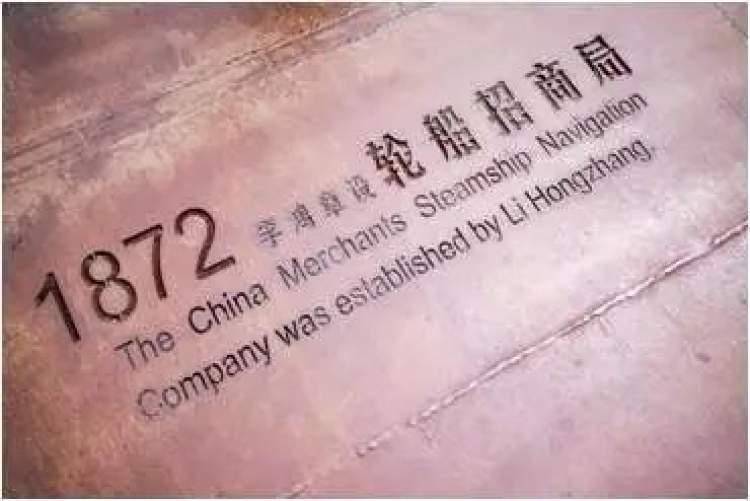 1872 李鸿章设轮船招商局
The China Merchants Steamship Navigation
Company was established by Li Hongzhang.